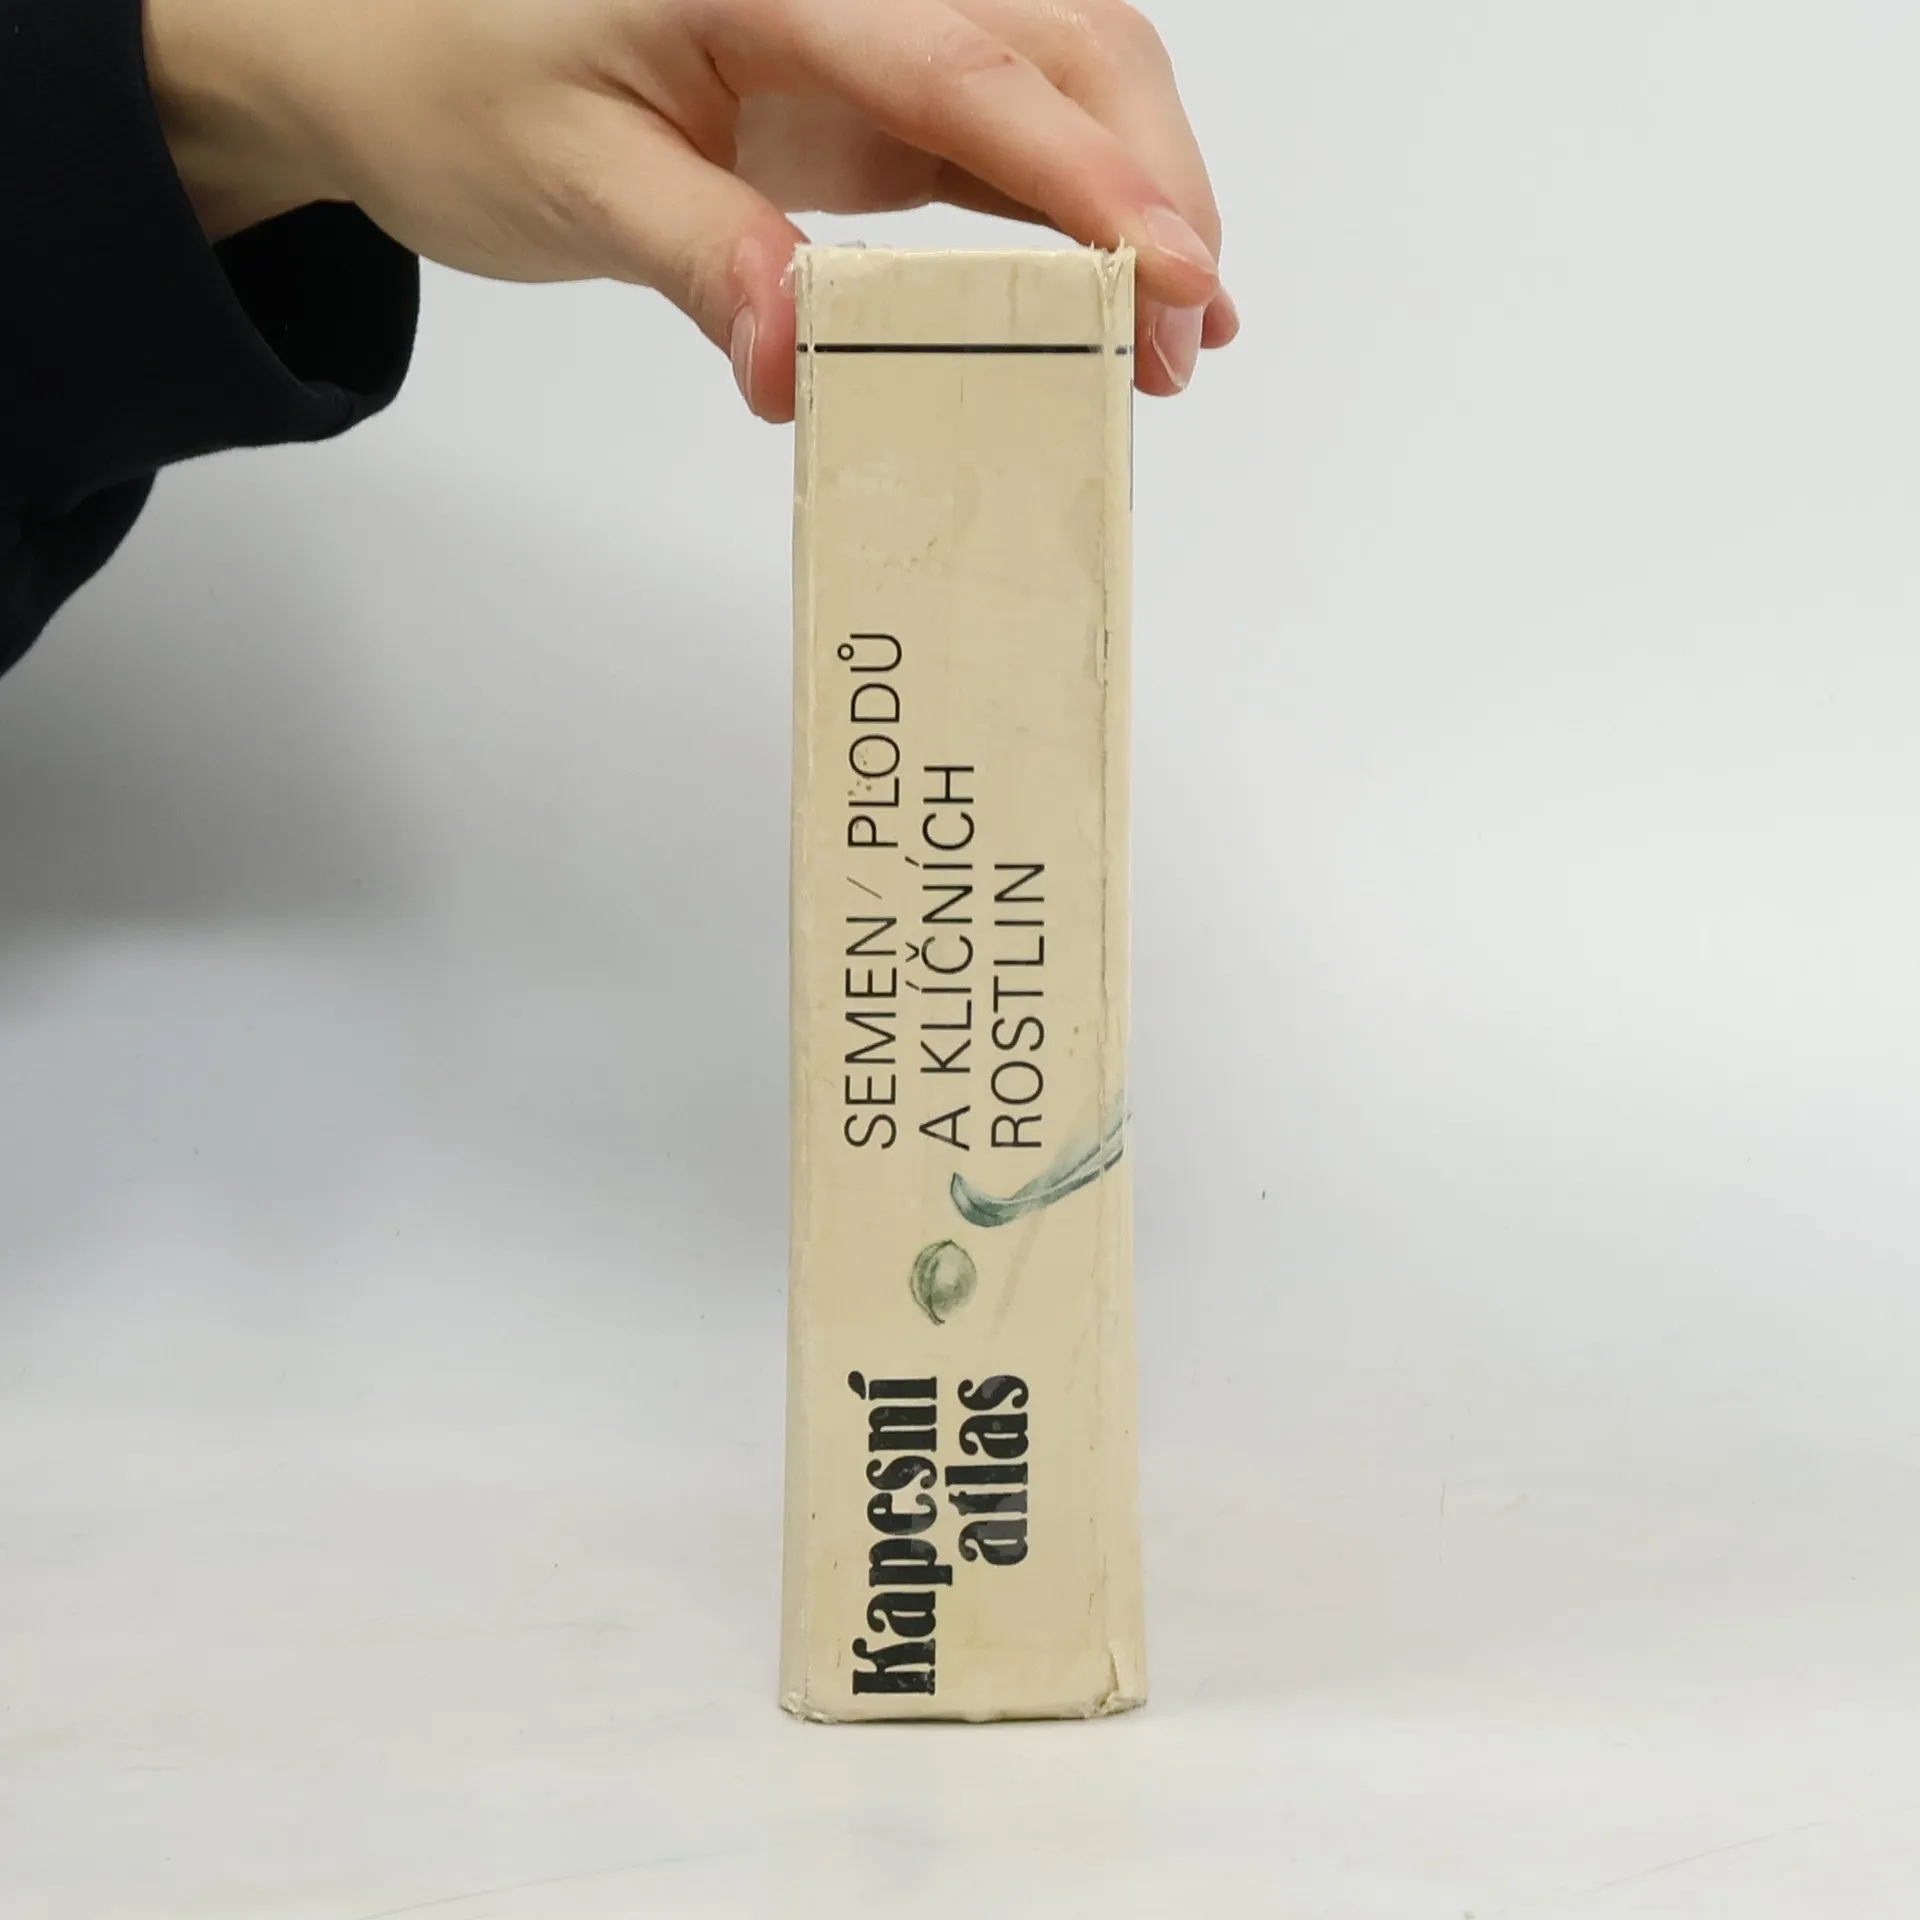 Kapesní
atlas
SEMEN/ PLODŮ
A KLÍČNÍCH
ROSTLIN